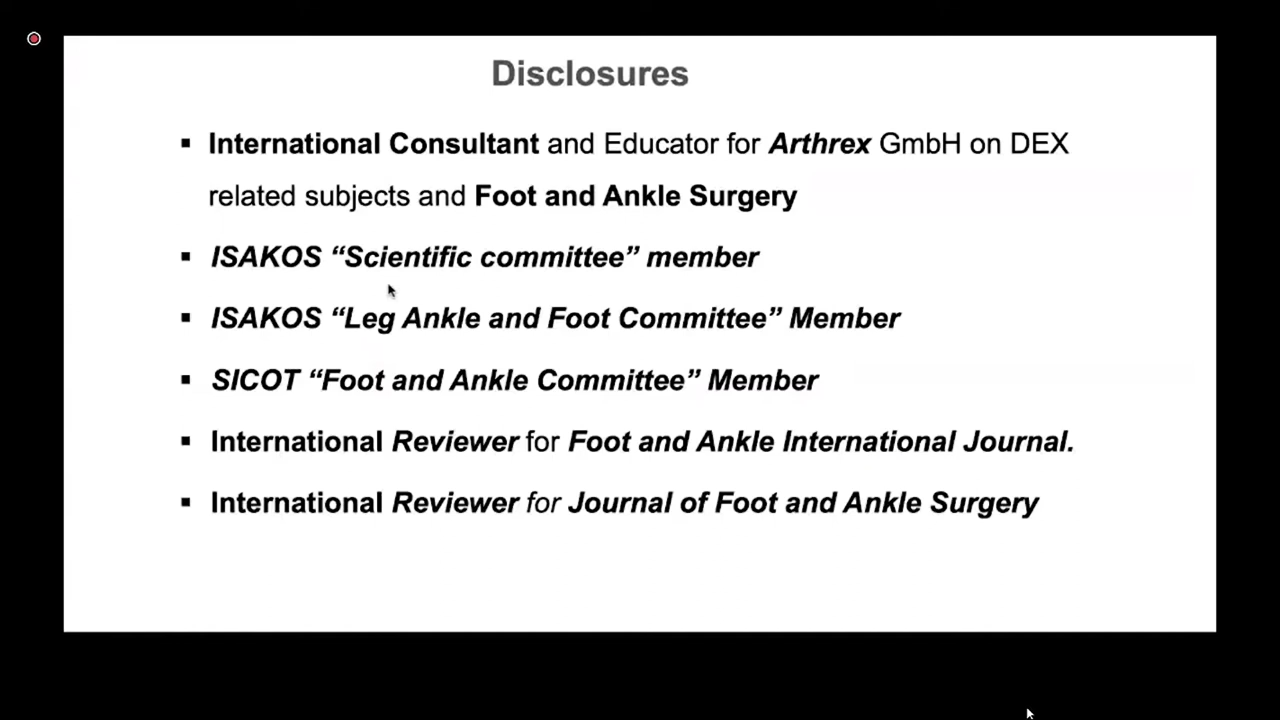 Disclosures
▪ International Consultant and Educator for Arthrex GmbH on DEX
related subjects and Foot and Ankle Surgery
▪ ISAKOS “Scientific committee” member
▪ ISAKOS “Leg Ankle and Foot Committee” Member
▪ SICOT “Foot and Ankle Committee” Member
▪ International Reviewer for Foot and Ankle International Journal.
▪ International Reviewer for Journal of Foot and Ankle Surgery